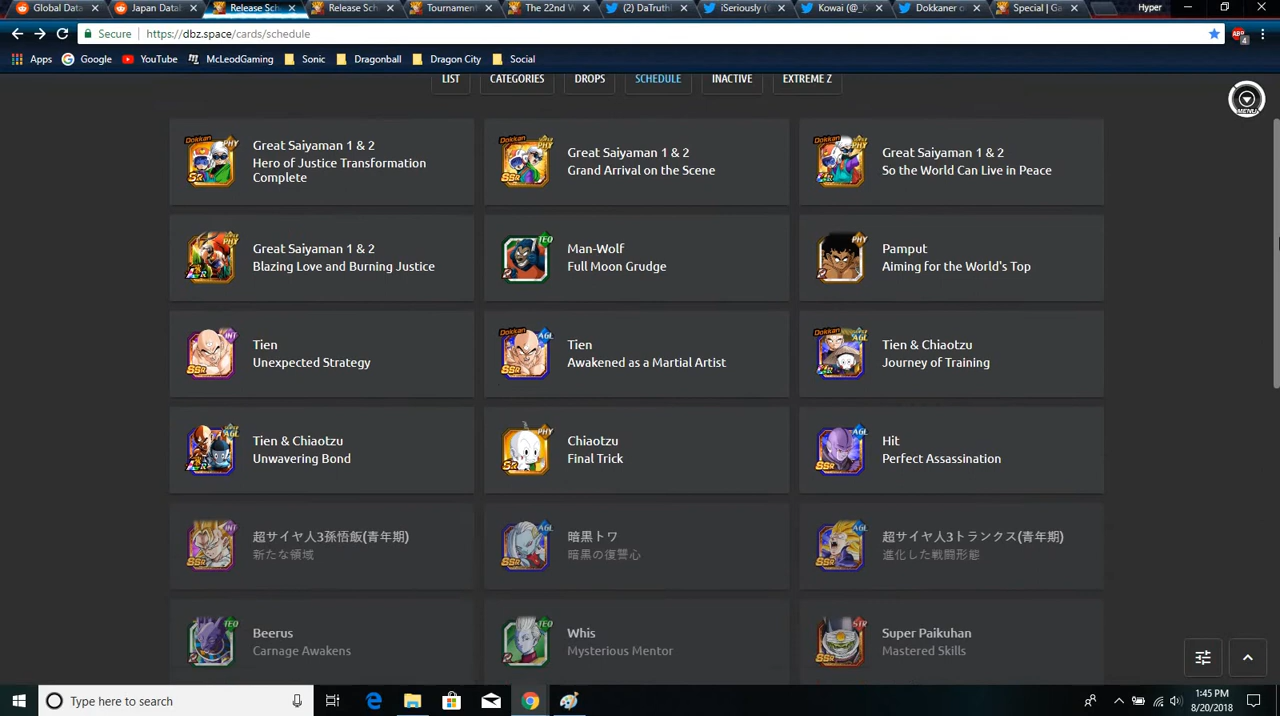 Global Data
Japan Data
Release Sch
Release Sch
Tournament
The 22nd W
(2) DaTruthl
iSeriously (
Kowai (@_
Dokkaner o
Special | Ga
Hyper
Secure
https://dbz.space/cards/schedule
ABP
4
Apps
Google
YouTube
McLeodGaming
Sonic
Dragonball
Dragon City
Social
LIST
CATEGORIES
DROPS
SCHEDULE
INACTIVE
EXTREME Z
MENU
Great Saiyaman 1 & 2
Hero of Justice Transformation
Complete
Great Saiyaman 1 & 2
Grand Arrival on the Scene
Great Saiyaman 1 & 2
So the World Can Live in Peace
Great Saiyaman 1 & 2
Blazing Love and Burning Justice
Man-Wolf
Full Moon Grudge
Pamput
Aiming for the World's Top
Tien
Unexpected Strategy
Tien
Awakened as a Martial Artist
Tien & Chiaotzu
Journey of Training
Tien & Chiaotzu
Unwavering Bond
Chiaotzu
Final Trick
Hit
Perfect Assassination
超サイヤ人3孫悟飯(青年期)
新たな領域
暗黒トワ
暗黒の復讐心
超サイヤ人3トランクス(青年期)
進化した戦闘形態
Beerus
Carnage Awakens
Whis
Mysterious Mentor
Super Paikuhan
Mastered Skills
Type here to search
1:45 PM
8/20/2018